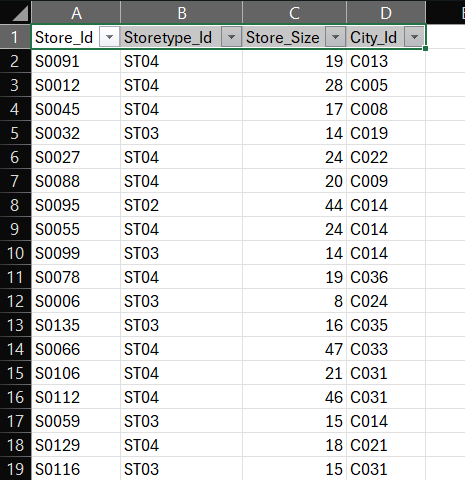 A B C D
1 Store_Id Storetype_Id Store_Size City_Id
2 S0091 ST04 19 C013
3 S0012 ST04 28 C005
4 S0045 ST04 17 C008
5 S0032 ST03 14 C019
6 S0027 ST04 24 C022
7 S0088 ST04 20 C009
8 S0095 ST02 44 C014
9 S0055 ST04 24 C014
10 S0099 ST03 14 C014
11 S0078 ST04 19 C036
12 S0006 ST03 8 C024
13 S0135 ST03 16 C035
14 S0066 ST04 47 C033
15 S0106 ST04 21 C031
16 S0112 ST04 46 C031
17 S0059 ST03 15 C014
18 S0129 ST04 18 C021
19 S0116 ST03 15 C031